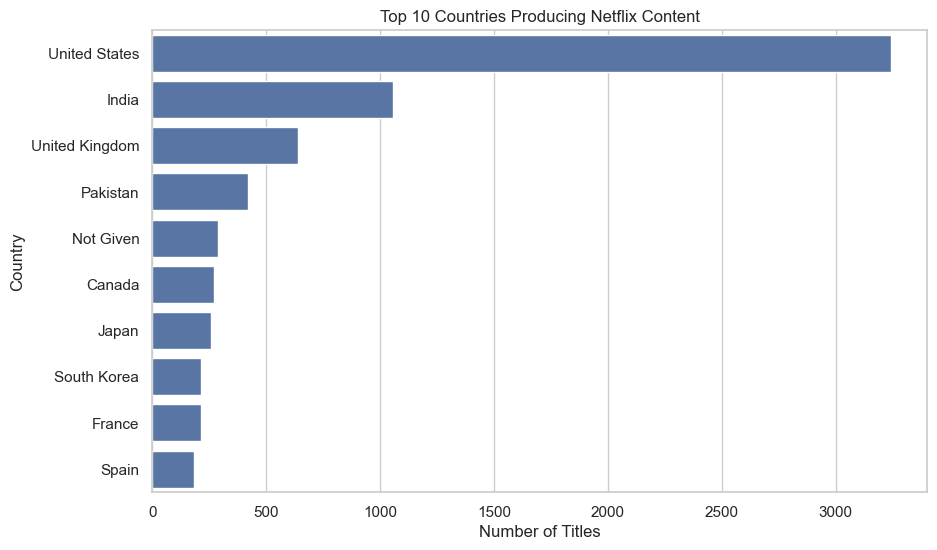 Top 10 Countries Producing Netflix Content
United States
India
United Kingdom
Pakistan
Not Given
Canada
Japan
South Korea
France
Spain
Country
0 500 1000 1500 2000 2500 3000
Number of Titles